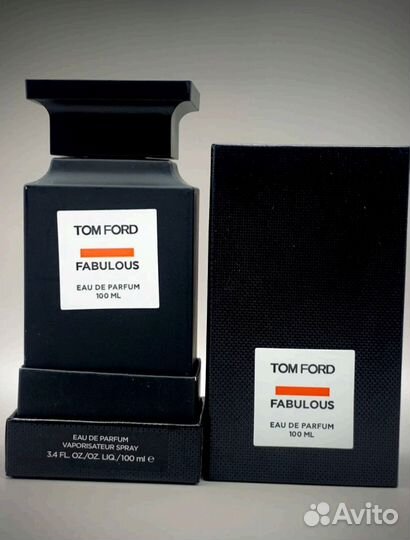 TOM FORD
FABULOUS
EAU DE PARFUM
100 ML
EAU DE PARFUM
VAPORISATEUR SPRAY
3.4 FL. OZ./OZ. LIQ./100 ml ℮
TOM FORD
FABULOUS
EAU DE PARFUM
100 ML
Avito